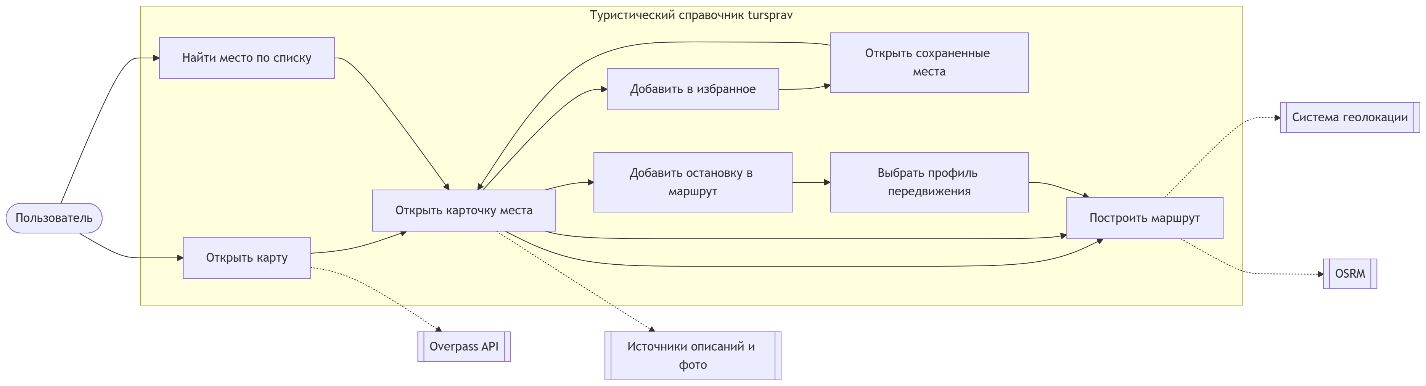 Туристический справочник tursprav
Найти место по списку
Открыть сохраненные
места
Добавить в избранное
Система геолокации
Добавить остановку в
маршрут
Выбрать профиль
передвижения
Пользователь
Открыть карточку места
Построить маршрут
Открыть карту
OSRM
Overpass API
Источники описаний и
фото